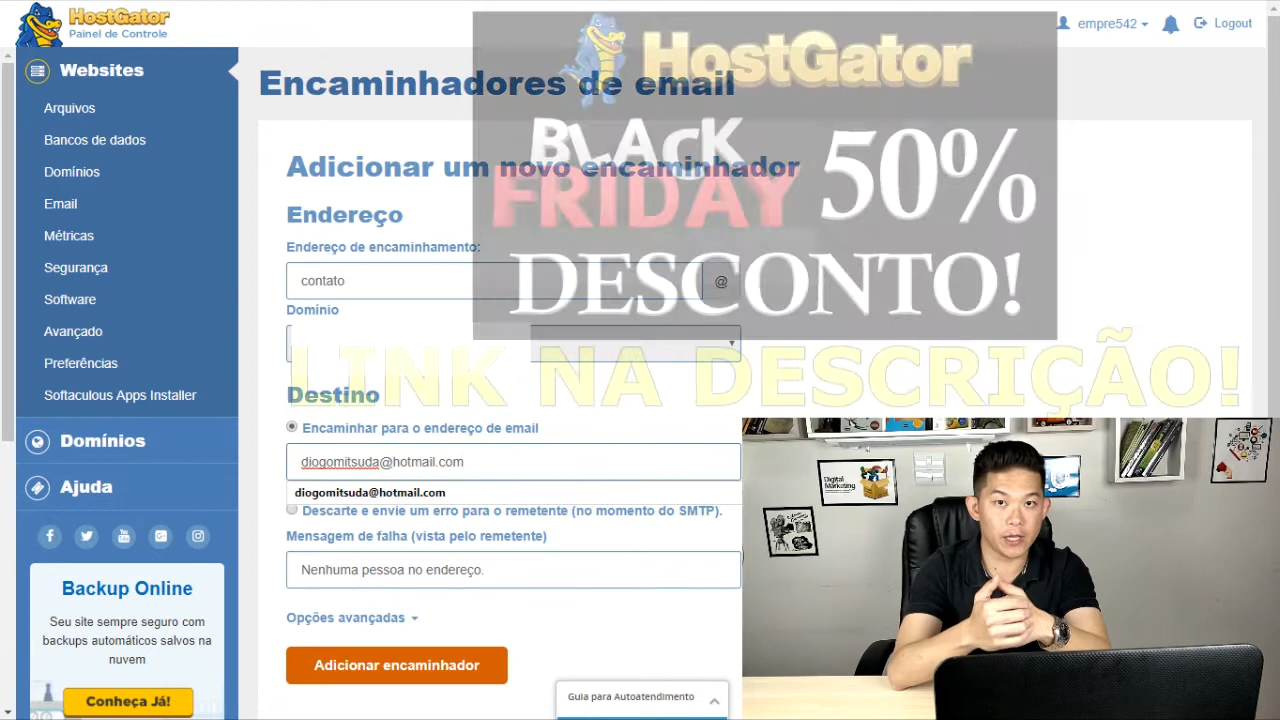 HostGator
Painel de Controle
empre542
Logout
Websites
Arquivos
Bancos de dados
Domínios
Email
Métricas
Segurança
Software
Avançado
Preferências
Softaculous Apps Installer
Domínios
Ajuda
Backup Online
Seu site sempre seguro com
backups automáticos salvos na
nuvem
Conheça Já!
Encaminhadores de email
Adicionar um novo encaminhador
Endereço
Endereço de encaminhamento:
contato @
Domínio
Destino
Encaminhar para o endereço de email
diogomitsuda@hotmail.com
diogomitsuda@hotmail.com
Descarte e envie um erro para o remetente (no momento do SMTP).
Mensagem de falha (vista pelo remetente)
Nenhuma pessoa no endereço.
Opções avançadas
Adicionar encaminhador
Guia para Autoatendimento
HostGator
BLACK
FRIDAY
50%
DESCONTO!
LINK NA DESCRIÇÃO!
Digital
Marketing